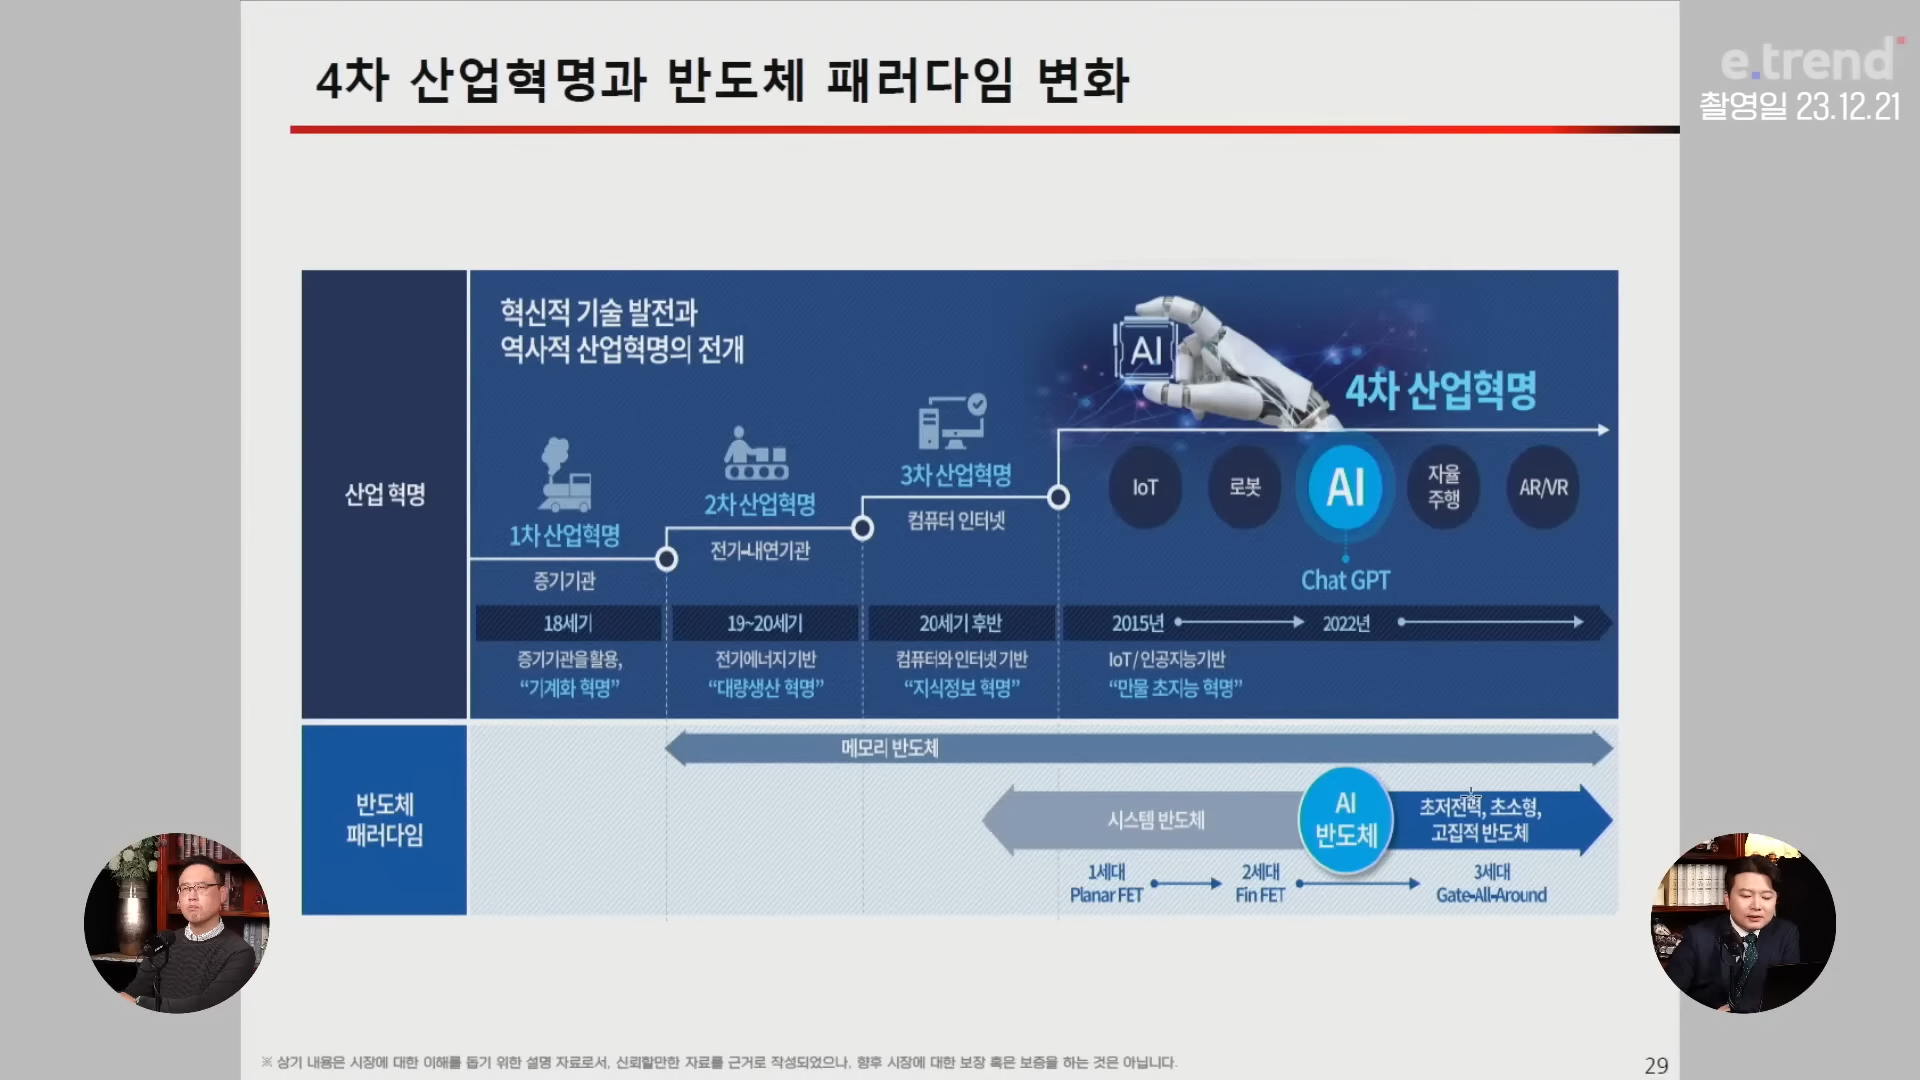 4차 산업혁명과 반도체 패러다임 변화
e.trend
촬영일 23.12.21
산업 혁명
혁신적 기술 발전과
역사적 산업혁명의 전개
AI
4차 산업혁명
1차 산업혁명
증기기관
2차 산업혁명
전기-내연기관
3차 산업혁명
컴퓨터 인터넷
IoT
로봇
AI
자율
주행
AR/VR
Chat GPT
18세기
19~20세기
20세기 후반
2015년
2022년
증기기관을 활용,
“기계화 혁명”
전기에너지 기반
“대량생산 혁명”
컴퓨터와 인터넷 기반
“지식정보 혁명”
IoT / 인공지능 기반
“만물 초지능 혁명”
반도체
패러다임
메모리 반도체
시스템 반도체
AI
반도체
초저전력, 초소형,
고집적 반도체
1세대
Planar FET
2세대
Fin FET
3세대
Gate-All-Around
※ 상기 내용은 시장에 대한 이해를 돕기 위한 설명 자료로서, 신뢰할만한 자료를 근거로 작성되었으나, 향후 시장에 대한 보장 혹은 보증을 하는 것은 아닙니다.
29